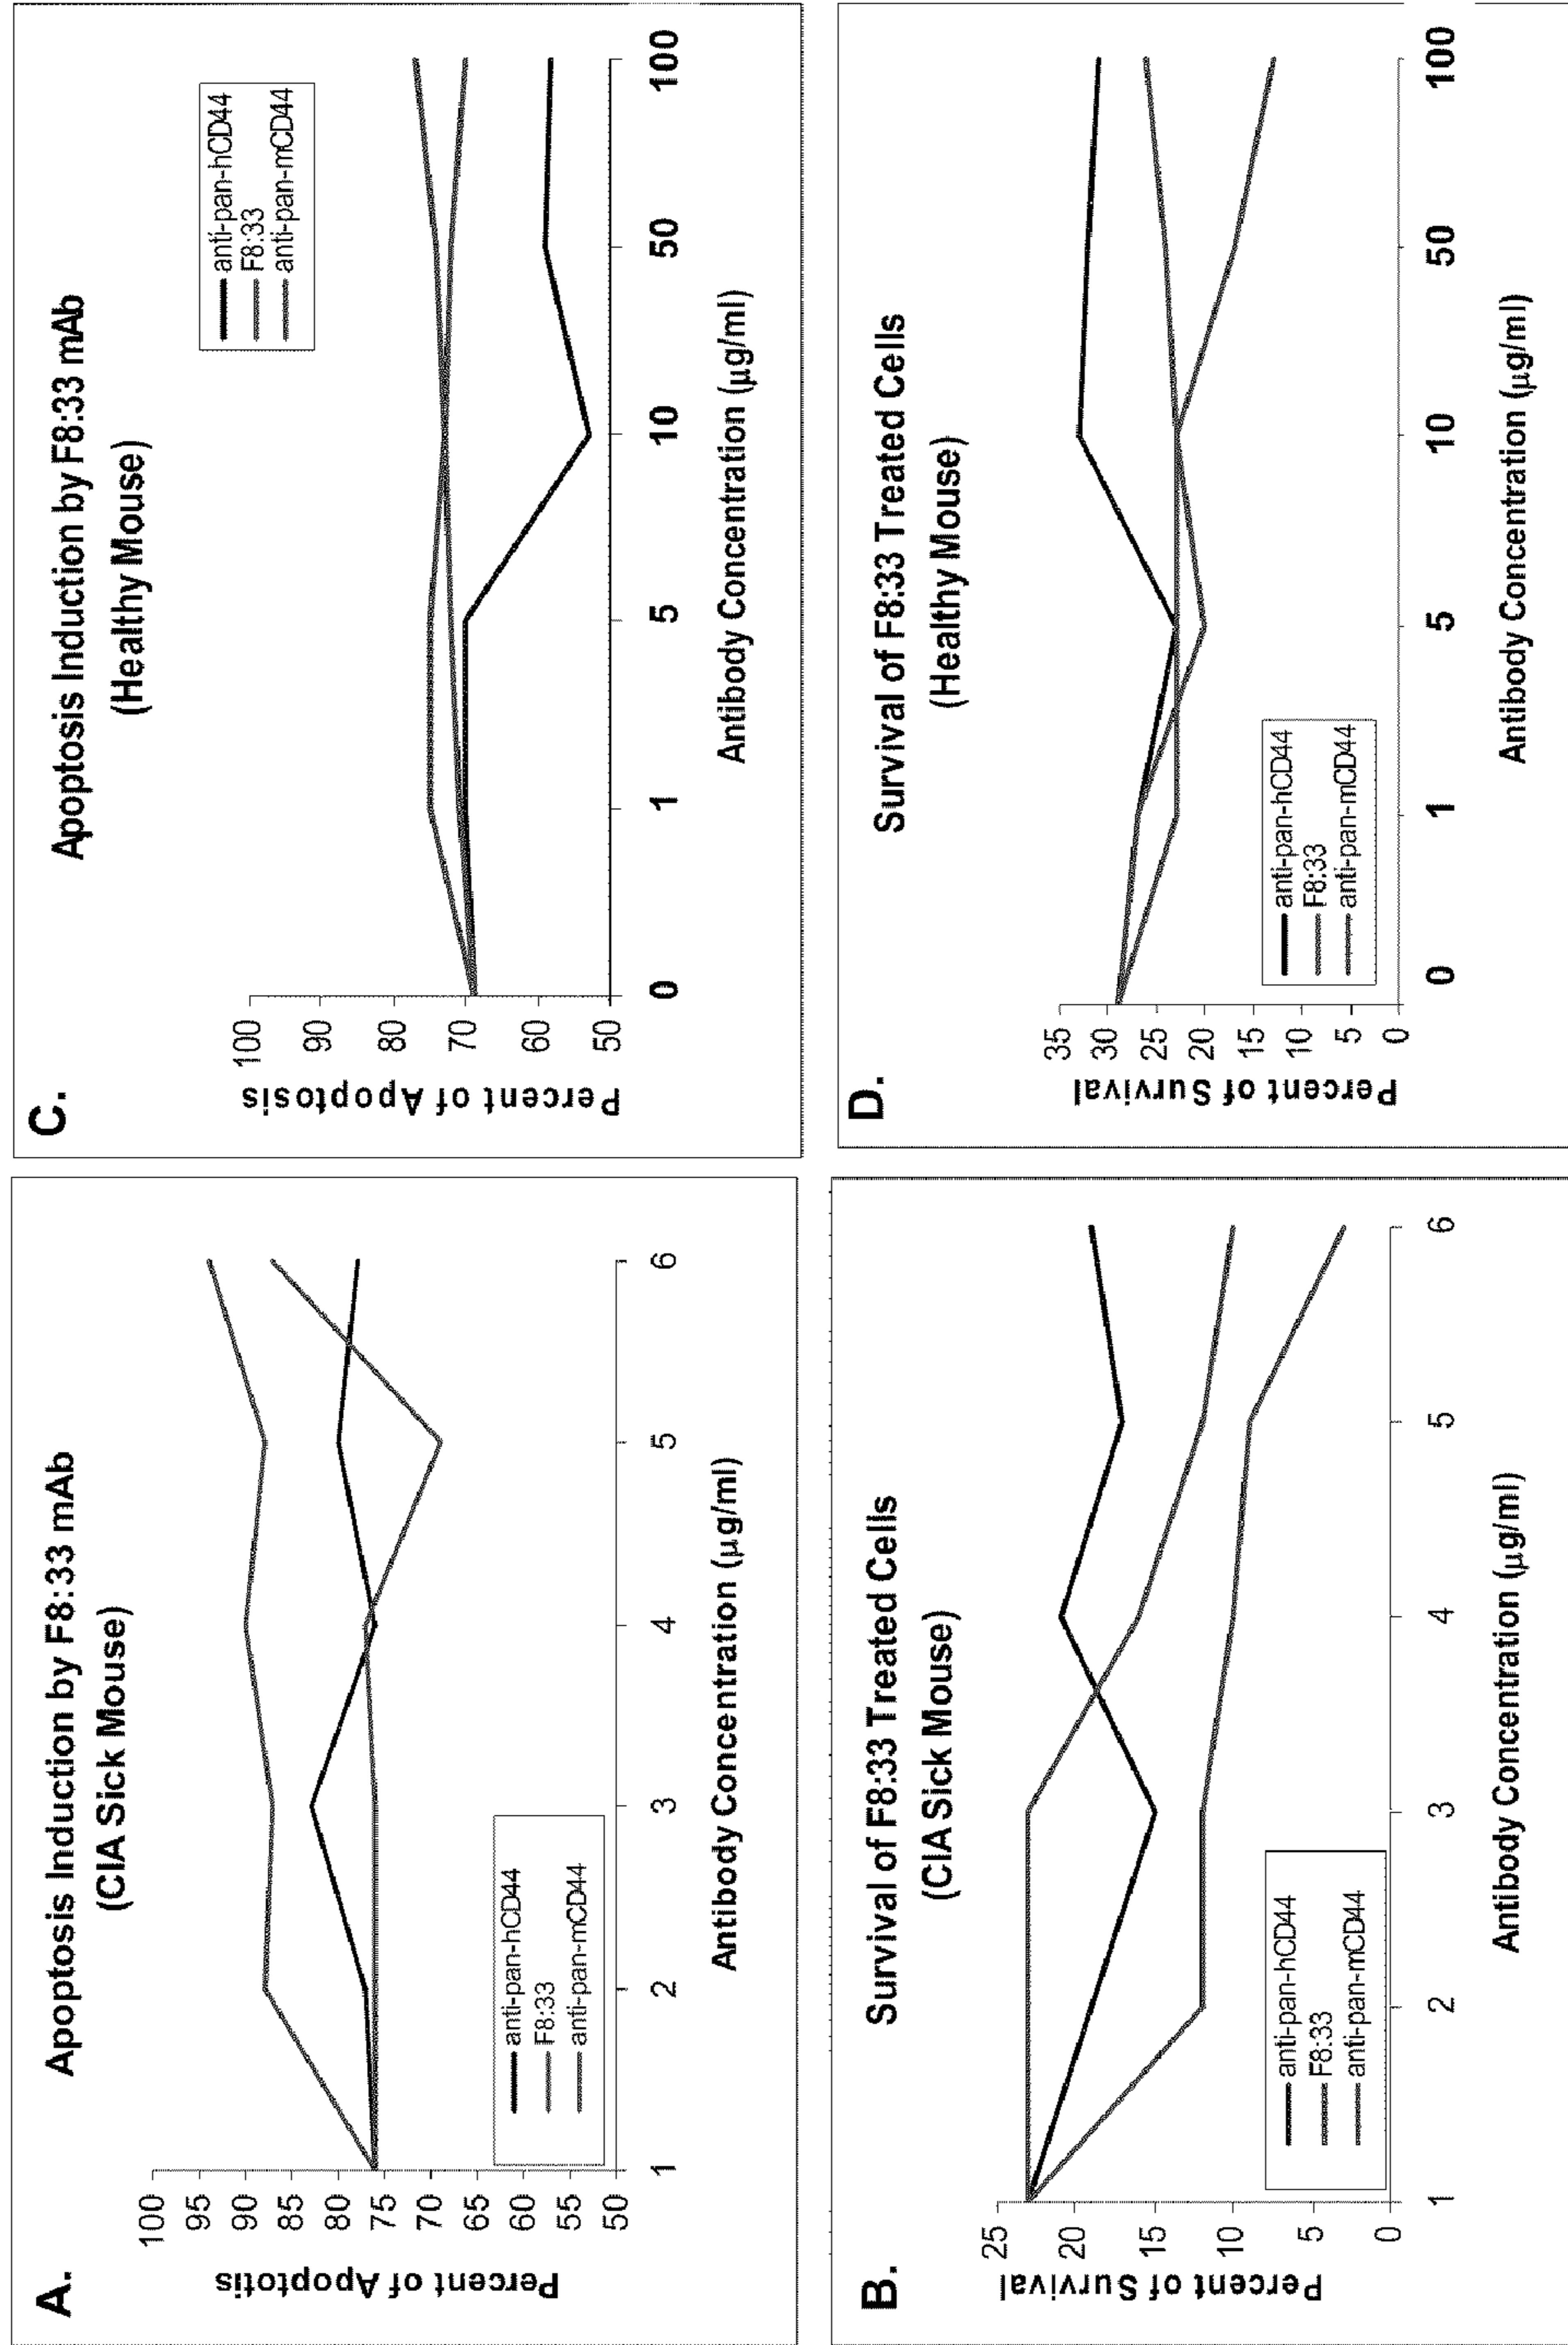 A.
Apoptosis Induction by F8:33 mAb
(CIA Sick Mouse)
Percent of Apoptotis
100
95
90
85
80
75
70
65
60
55
50
anti-pan-hCD44
F8:33
anti-pan-mCD44
1 2 3 4 5 6
Antibody Concentration (μg/ml)
B.
Survival of F8:33 Treated Cells
(CIA Sick Mouse)
Percent of Survival
25
20
15
10
5
0
anti-pan-hCD44
F8:33
anti-pan-mCD44
1 2 3 4 5 6
Antibody Concentration (μg/ml)
C.
Apoptosis Induction by F8:33 mAb
(Healthy Mouse)
Percent of Apoptosis
100
90
80
70
60
50
anti-pan-hCD44
F8:33
anti-pan-mCD44
0 1 5 10 50 100
Antibody Concentration (μg/ml)
D.
Survival of F8:33 Treated Cells
(Healthy Mouse)
Percent of Survival
35
30
25
20
15
10
5
0
anti-pan-hCD44
F8:33
anti-pan-mCD44
0 1 5 10 50 100
Antibody Concentration (μg/ml)